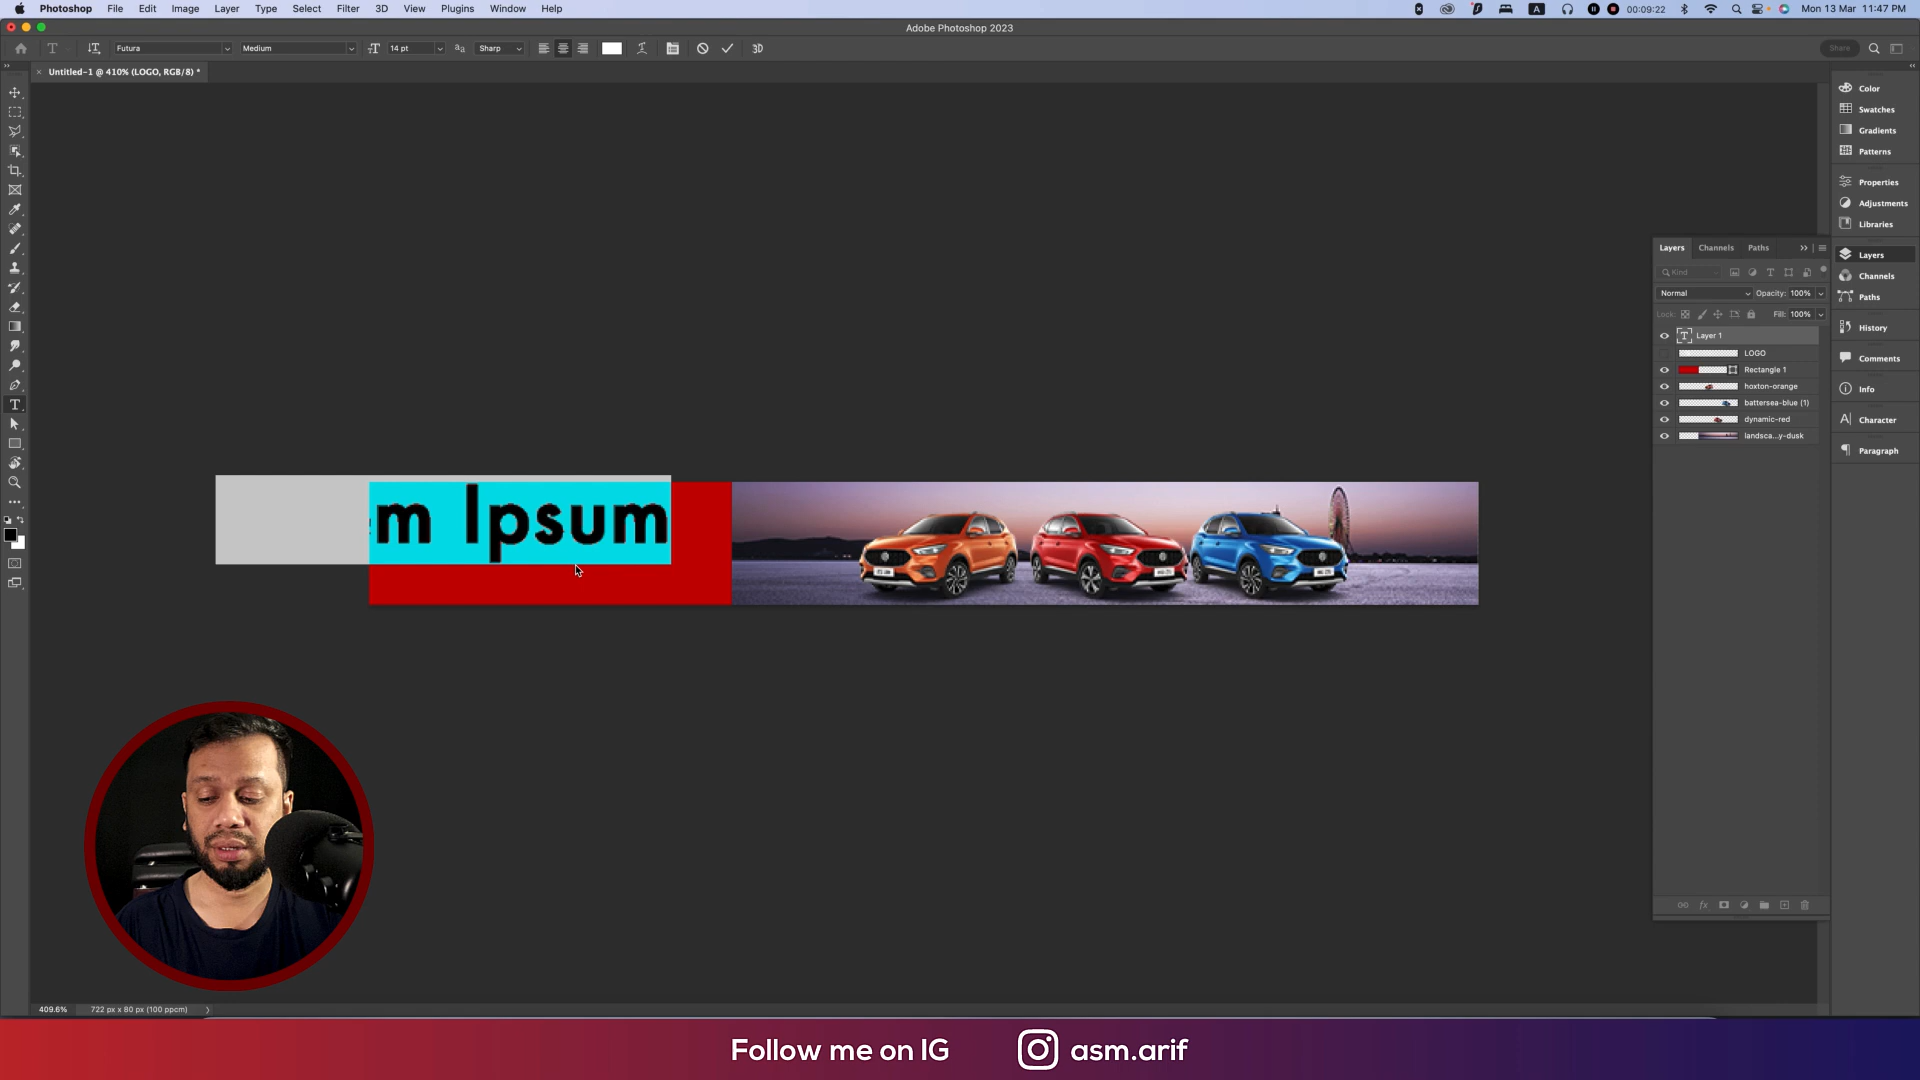 Photoshop File Edit Image Layer Type Select Filter 3D View Plugins Window Help
00:09:22 Mon 13 Mar 11:47 PM
Adobe Photoshop 2023
Futura Medium 14 pt Sharp 3D Share
Untitled-1 @ 410% (LOGO, RGB/8) *
Color
Swatches
Gradients
Patterns
Properties
Adjustments
Libraries
Layers
Channels
Paths
History
Comments
Info
Character
Paragraph
Layers Channels Paths
Kind
Normal Opacity: 100%
Lock: Fill: 100%
Layer 1
LOGO
Rectangle 1
hoxton-orange
battersea-blue (1)
dynamic-red
landsca...y-dusk
m Ipsum
409.6% 722 px x 80 px (100 ppcm)
Follow me on IG asm.arif